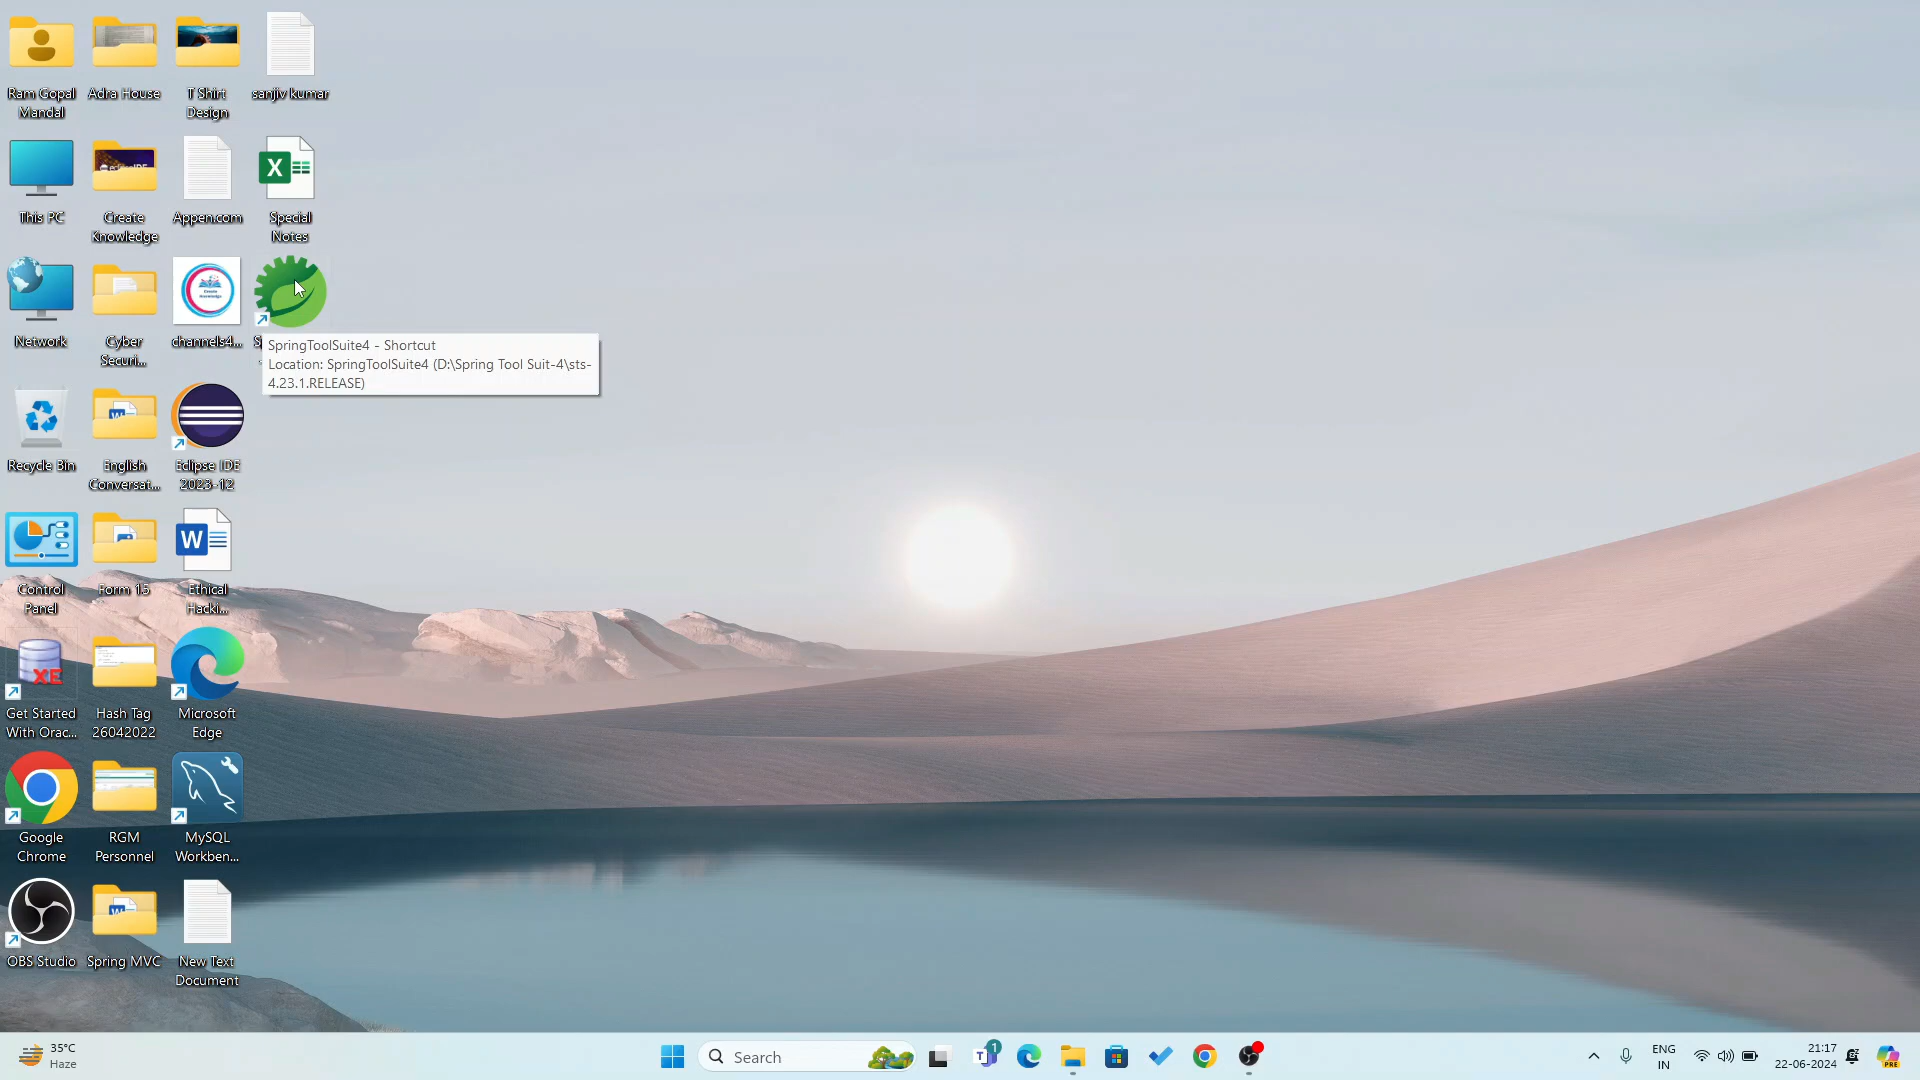 Ram Gopal
Mandal
Adra House
T Shirt
Design
sanjiv kumar
This PC
Create
Knowledge
Appen.com
X
Special
Notes
Network
Cyber
Securi...
channels4...
SpringToolSuite4 - Shortcut
Location: SpringToolSuite4 (D:\Spring Tool Suit-4\sts-
4.23.1.RELEASE)
Recycle Bin
W
English
Conversat...
Eclipse IDE
2023-12
Control
Panel
Form 15
W
Ethical
Hacki...
XE
Get Started
With Orac...
Hash Tag
26042022
Microsoft
Edge
Google
Chrome
RGM
Personnel
MySQL
Workben...
OBS Studio
W
Spring MVC
New Text
Document
35°C
Haze
Search
T
1
ENG
IN
21:17
22-06-2024
PRE